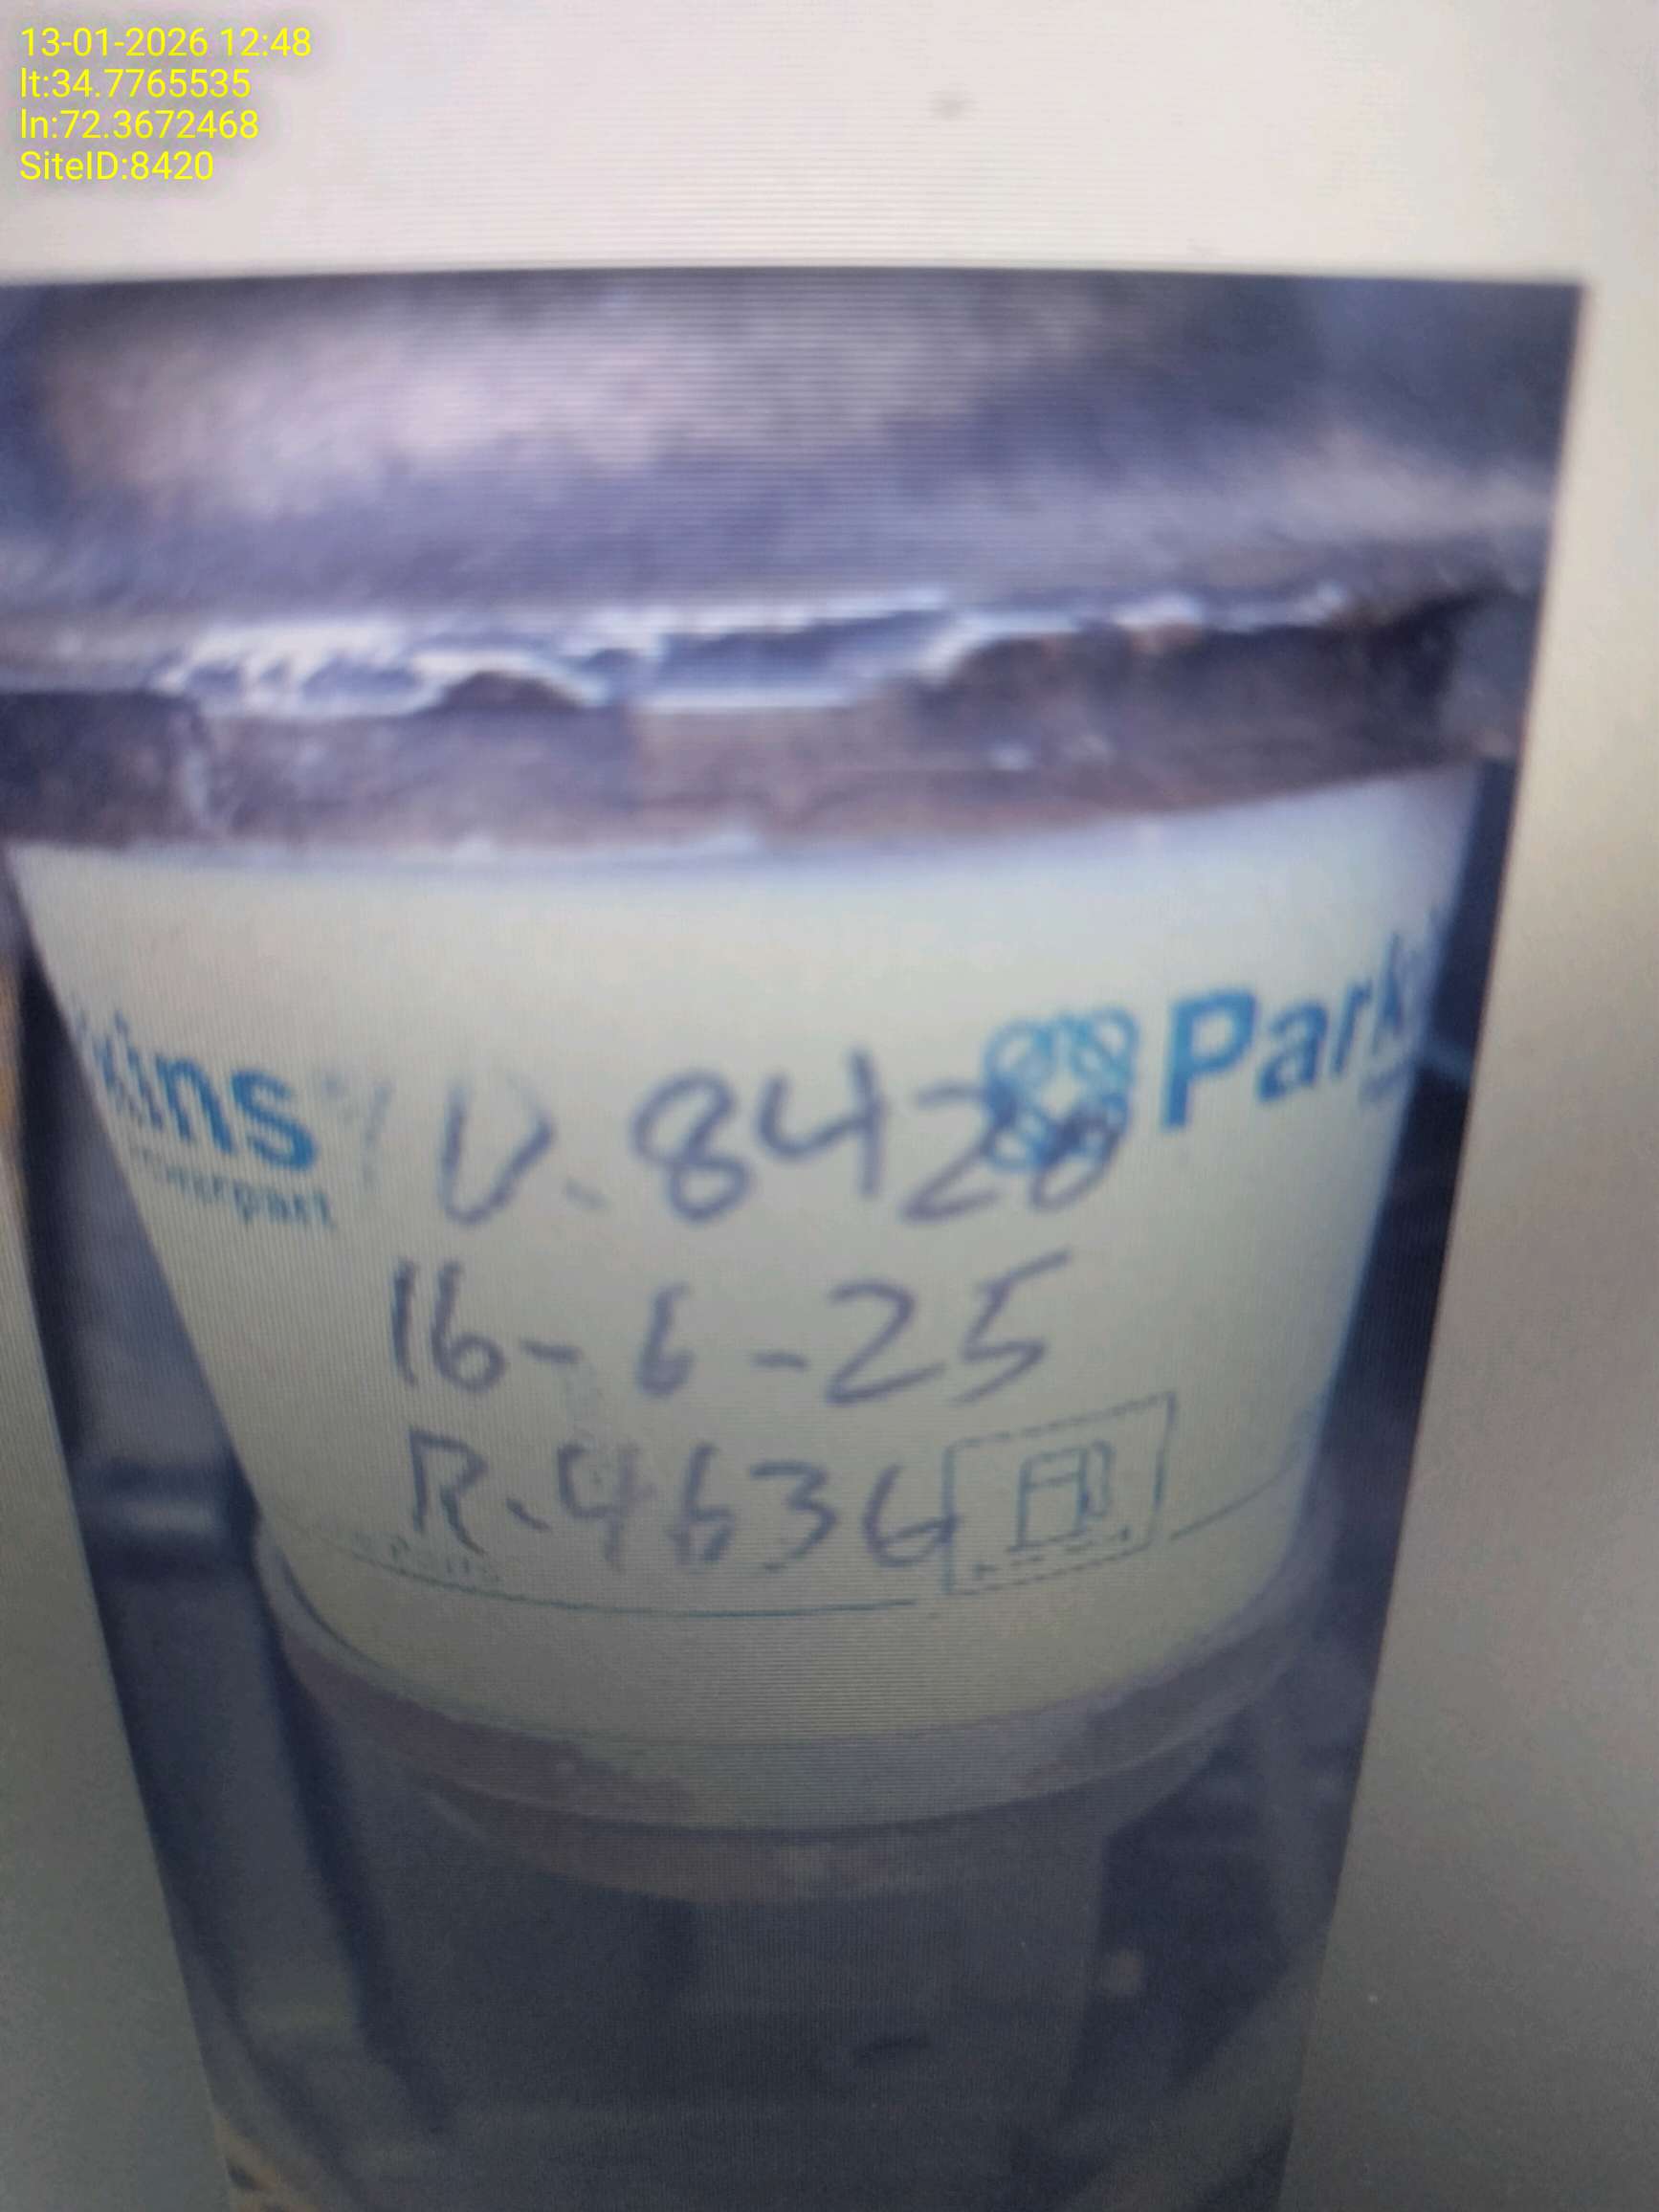 13-01-2026 12:48
lt:34.7765535
ln:72.3672468
SiteID:8420
kins
Park
U-8420
16-6-25
R-4636